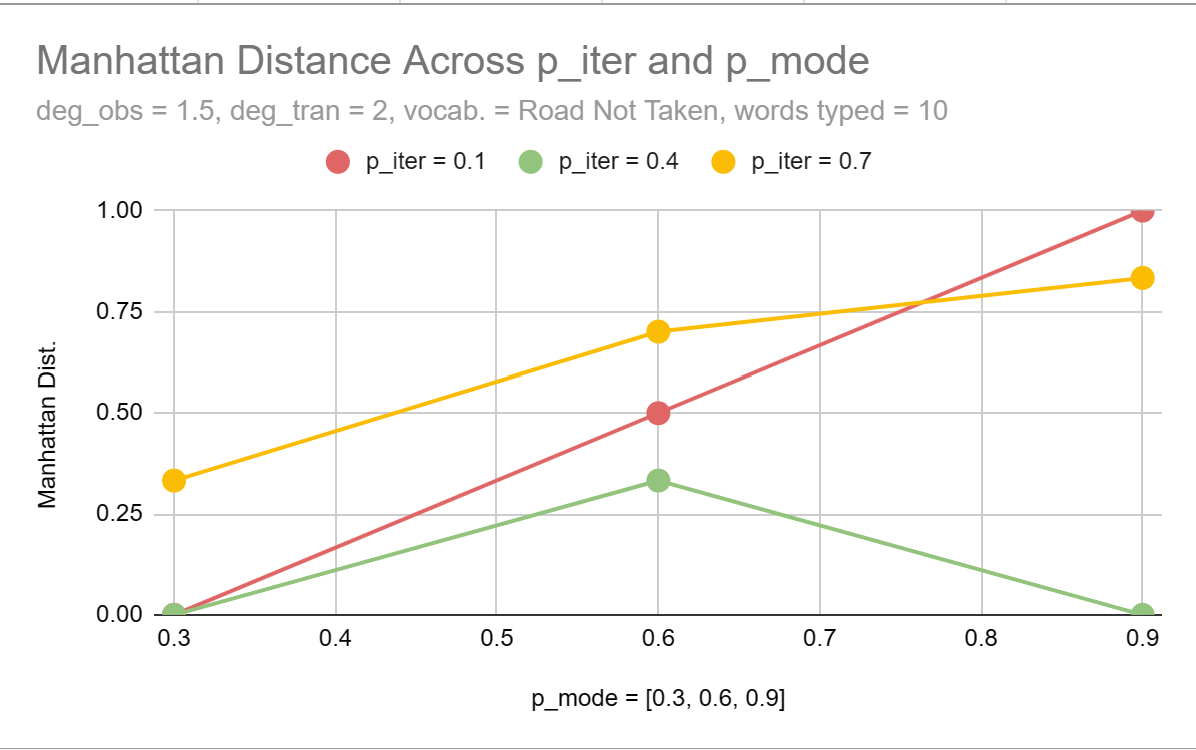 Manhattan Distance Across p_iter and p_mode
deg_obs = 1.5, deg_tran = 2, vocab. = Road Not Taken, words typed = 10
p_iter = 0.1 p_iter = 0.4 p_iter = 0.7
1.00
0.75
0.50
0.25
0.00
Manhattan Dist.
0.3 0.4 0.5 0.6 0.7 0.8 0.9
p_mode = [0.3, 0.6, 0.9]